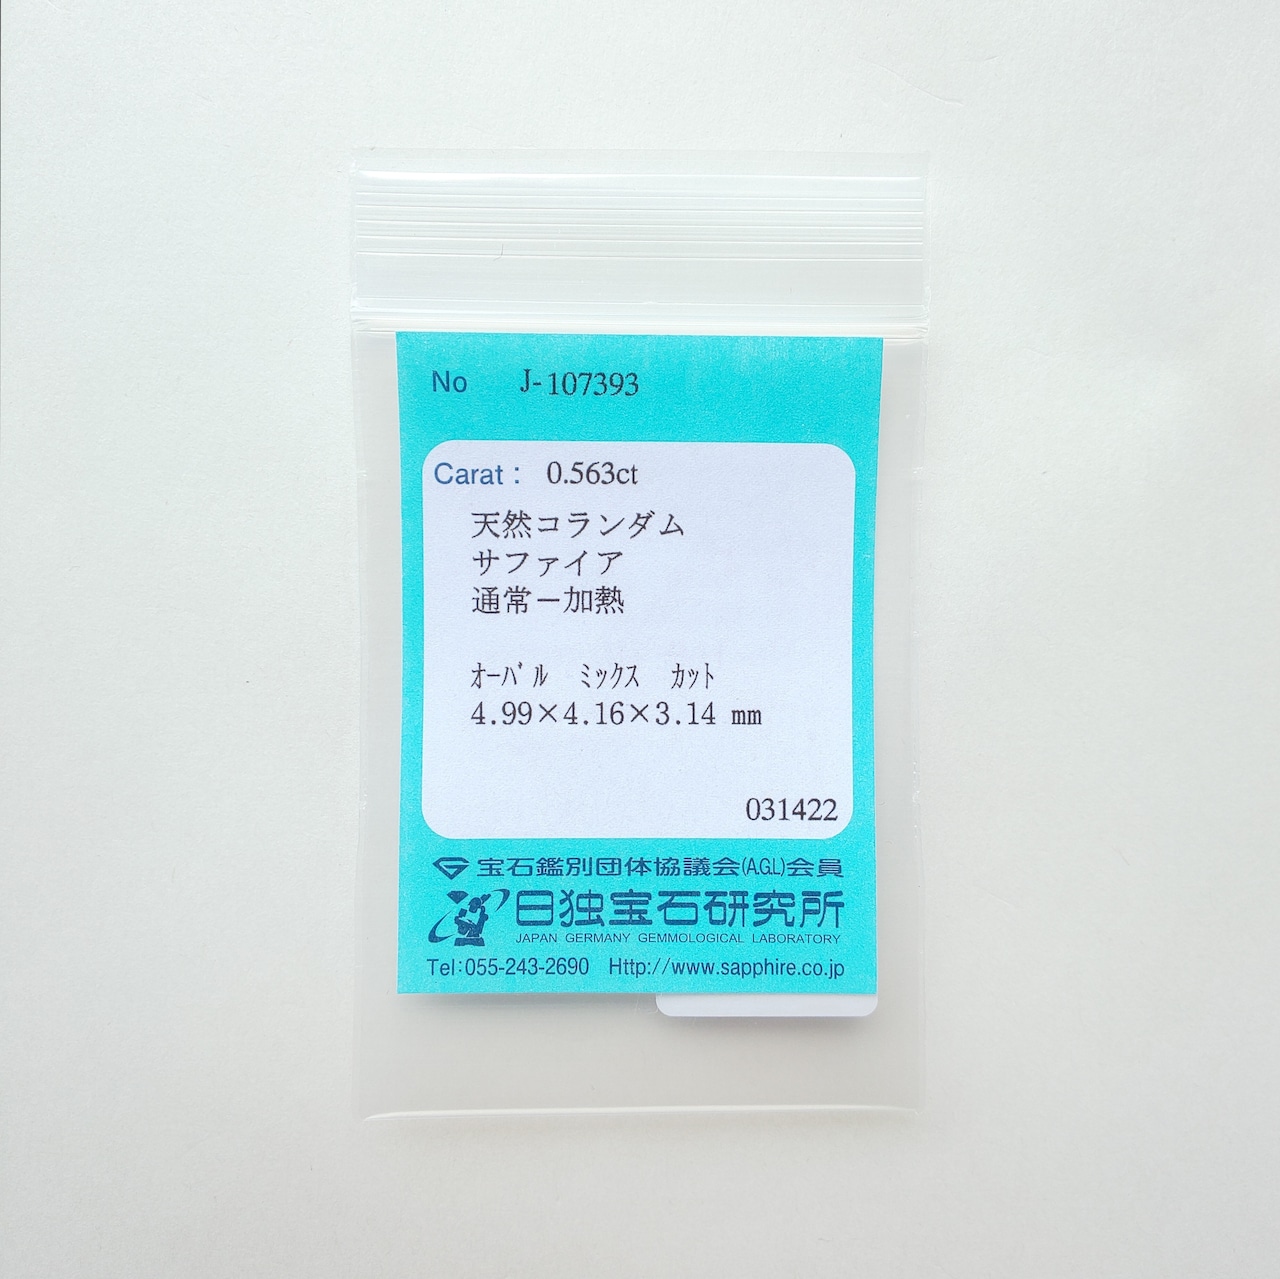 No J-107393
Carat : 0.563ct
天然コランダム
サファイア
通常－加熱
ｵｰﾊﾞﾙ ﾐｯｸｽ ｶｯﾄ
4.99×4.16×3.14 mm
031422
宝石鑑別団体協議会(A.G.L)会員
日独宝石研究所
JAPAN GERMANY GEMMOLOGICAL LABORATORY
Tel:055-243-2690 Http://www.sapphire.co.jp